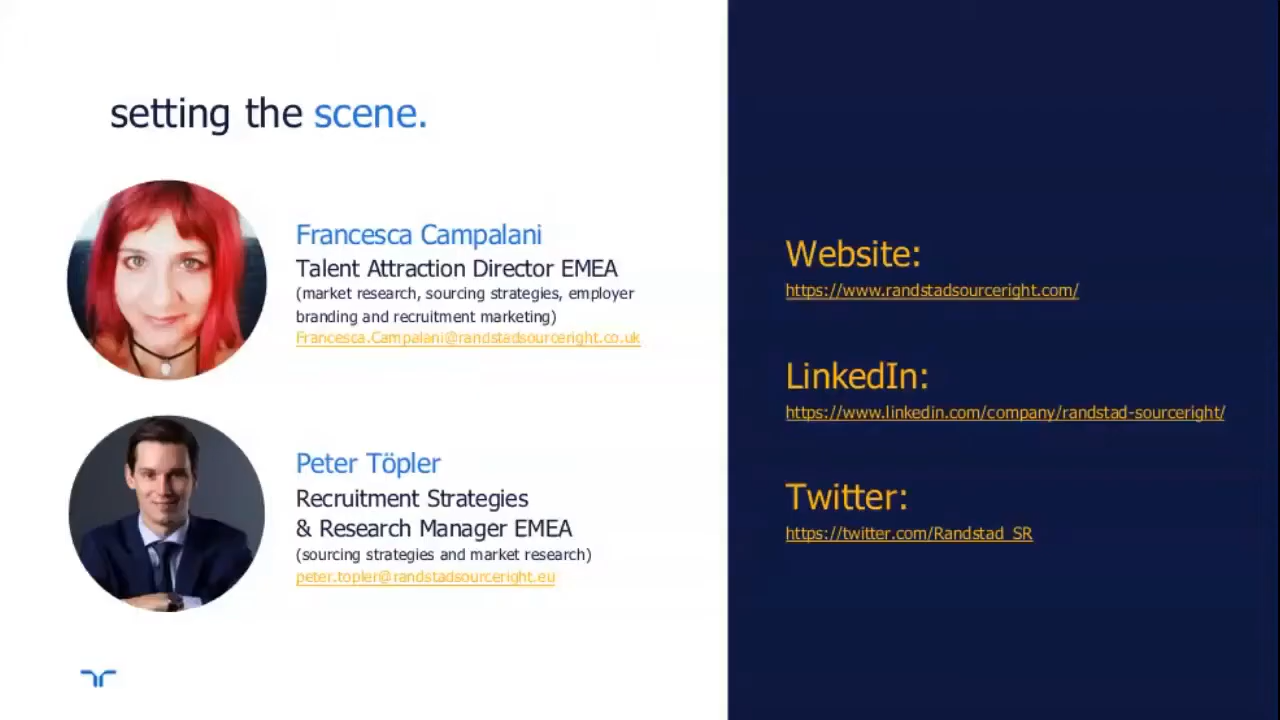 setting the scene.
Francesca Campalani
Talent Attraction Director EMEA
(market research, sourcing strategies, employer
branding and recruitment marketing)
Francesca.Campalani@randstadsourceright.co.uk
Peter Töpler
Recruitment Strategies
& Research Manager EMEA
(sourcing strategies and market research)
peter.topler@randstadsourceright.eu
Website:
https://www.randstadsourceright.com/
LinkedIn:
https://www.linkedin.com/company/randstad-sourceright/
Twitter:
https://twitter.com/Randstad_SR